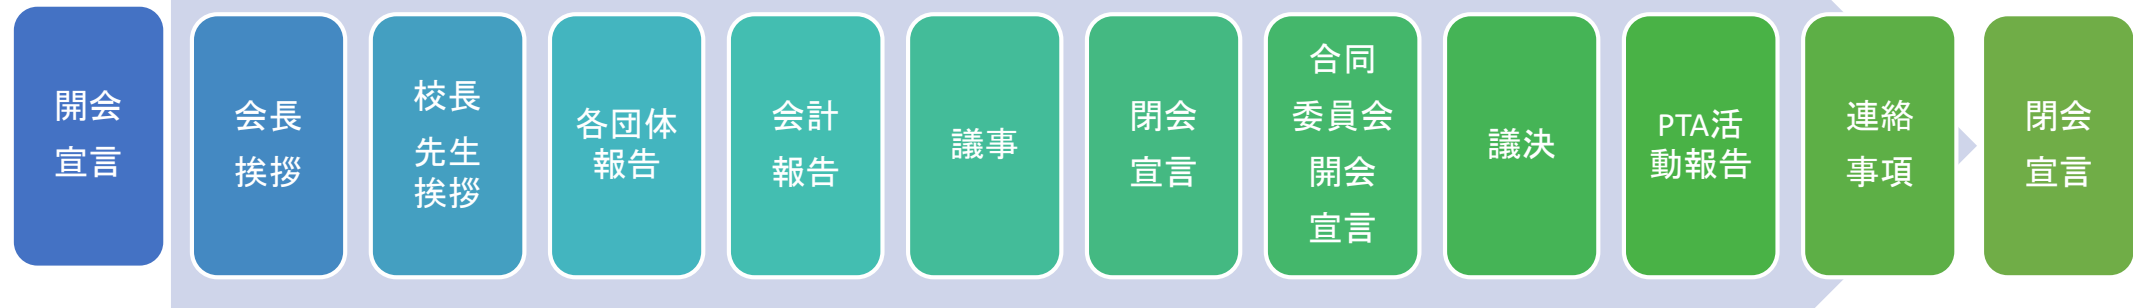 開会
宣言
会長
挨拶
校長
先生
挨拶
各団体
報告
会計
報告
議事
閉会
宣言
合同
委員会
開会
宣言
議決
PTA活
動報告
連絡
事項
閉会
宣言